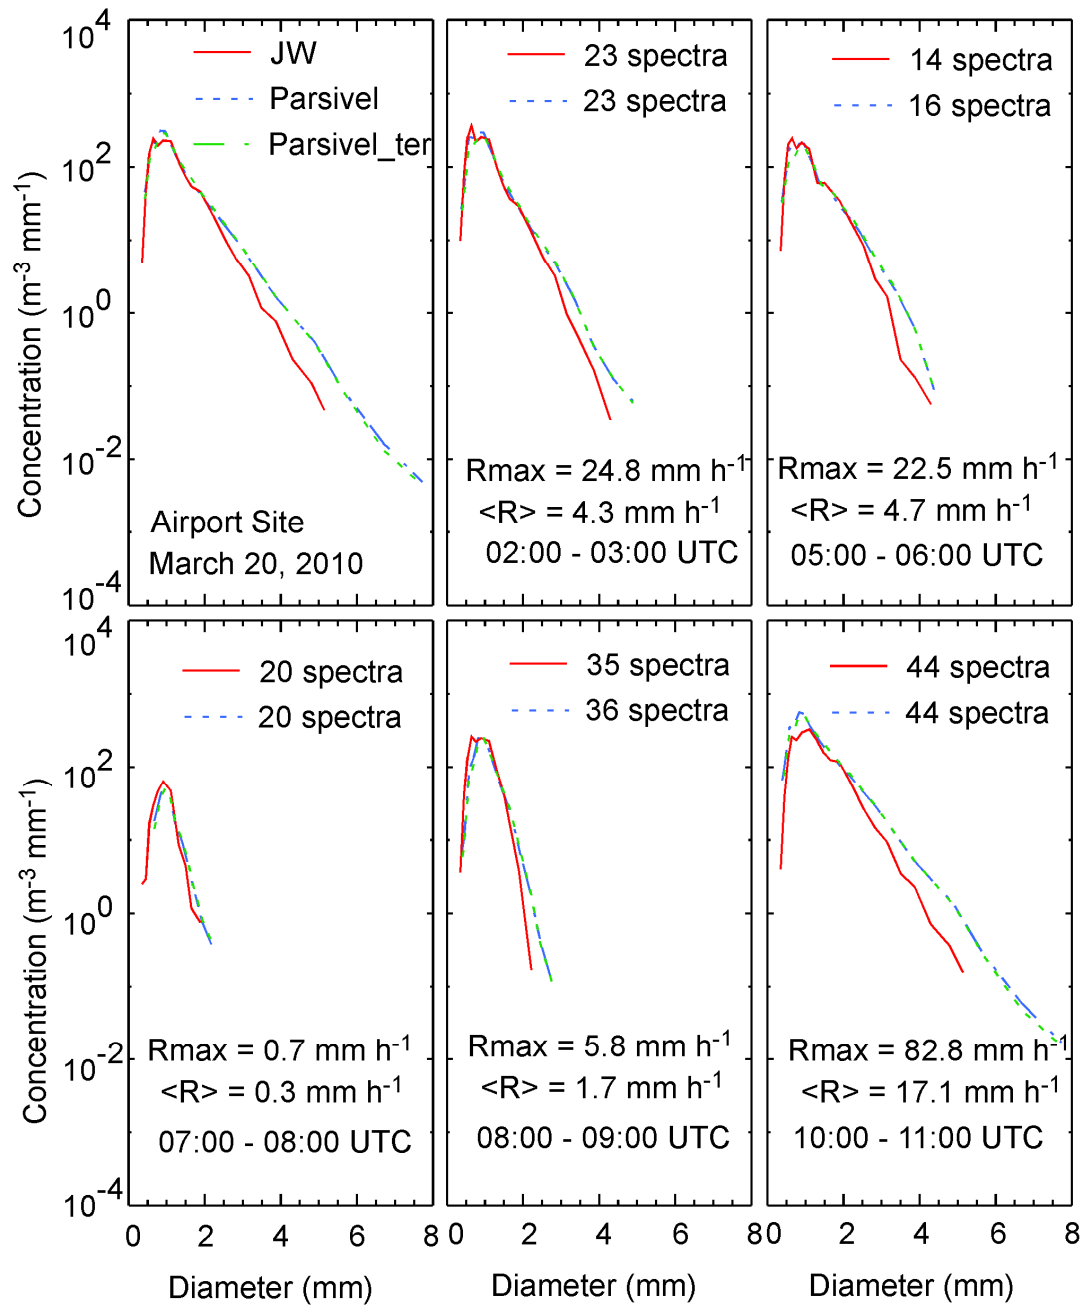 10^4
10^2
10^0
10^-2
10^-4
Concentration (m^-3 mm^-1)
JW
Parsivel
Parsivel_ter
Airport Site
March 20, 2010
23 spectra
23 spectra
Rmax = 24.8 mm h^-1
<R> = 4.3 mm h^-1
02:00 - 03:00 UTC
14 spectra
16 spectra
Rmax = 22.5 mm h^-1
<R> = 4.7 mm h^-1
05:00 - 06:00 UTC
10^4
10^2
10^0
10^-2
10^-4
Concentration (m^-3 mm^-1)
20 spectra
20 spectra
Rmax = 0.7 mm h^-1
<R> = 0.3 mm h^-1
07:00 - 08:00 UTC
35 spectra
36 spectra
Rmax = 5.8 mm h^-1
<R> = 1.7 mm h^-1
08:00 - 09:00 UTC
44 spectra
44 spectra
Rmax = 82.8 mm h^-1
<R> = 17.1 mm h^-1
10:00 - 11:00 UTC
0 2 4 6 8 0 2 4 6 8 0 2 4 6 8
Diameter (mm) Diameter (mm) Diameter (mm)